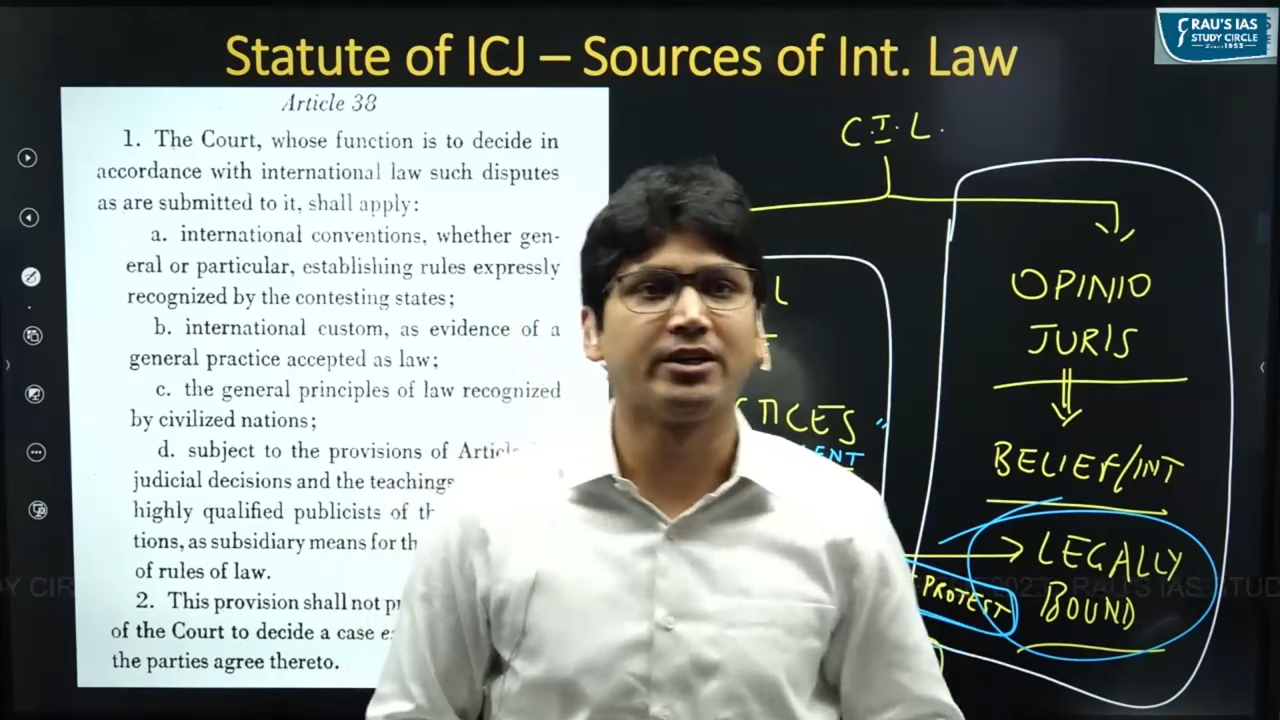 Statute of ICJ – Sources of Int. Law
RAU'S IAS
STUDY CIRCLE
Since 1953
Article 38
1. The Court, whose function is to decide in
accordance with international law such disputes
as are submitted to it, shall apply:
a. international conventions, whether gen-
eral or particular, establishing rules expressly
recognized by the contesting states;
b. international custom, as evidence of a
general practice accepted as law;
c. the general principles of law recognized
by civilized nations;
d. subject to the provisions of
judicial decisions and the teachings
highly qualified publicists of
tions, as subsidiary means for
of rules of law.
2. This provision shall not
of the Court to decide a case
the parties agree thereto.
C.I.L.
OPINIO
JURIS
BELIEF/INT
LEGALLY
BOUND
PROTEST